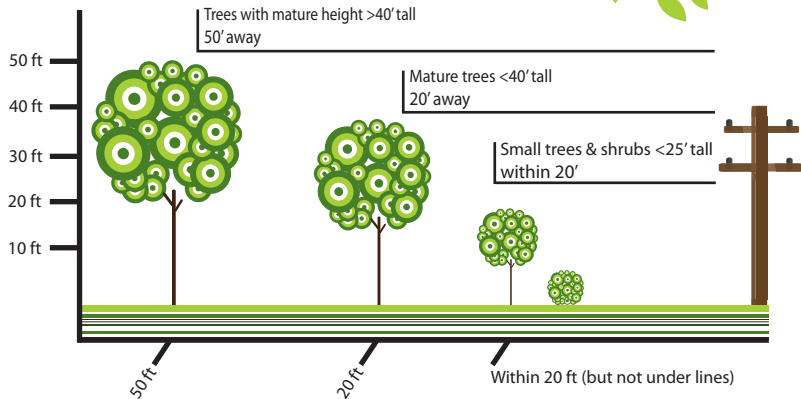 Trees with mature height >40' tall
50' away
Mature trees <40' tall
20' away
Small trees & shrubs <25' tall
within 20'
50 ft
40 ft
30 ft
20 ft
10 ft
50 ft
20 ft
Within 20 ft (but not under lines)